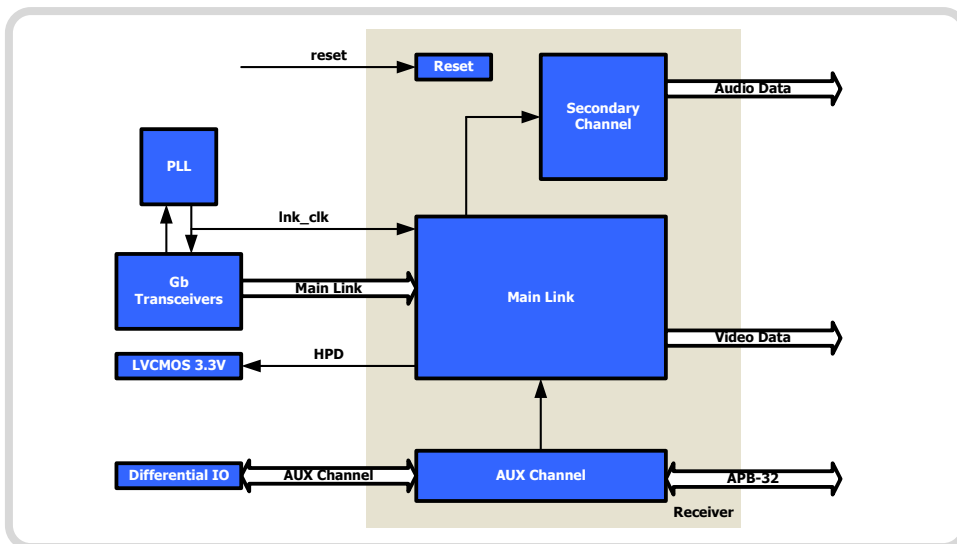 reset
Reset
Secondary
Channel
Audio Data
PLL
lnk_clk
Gb
Transceivers
Main Link
Main Link
Video Data
HPD
LVCMOS 3.3V
Differential IO
AUX Channel
AUX Channel
APB-32
Receiver